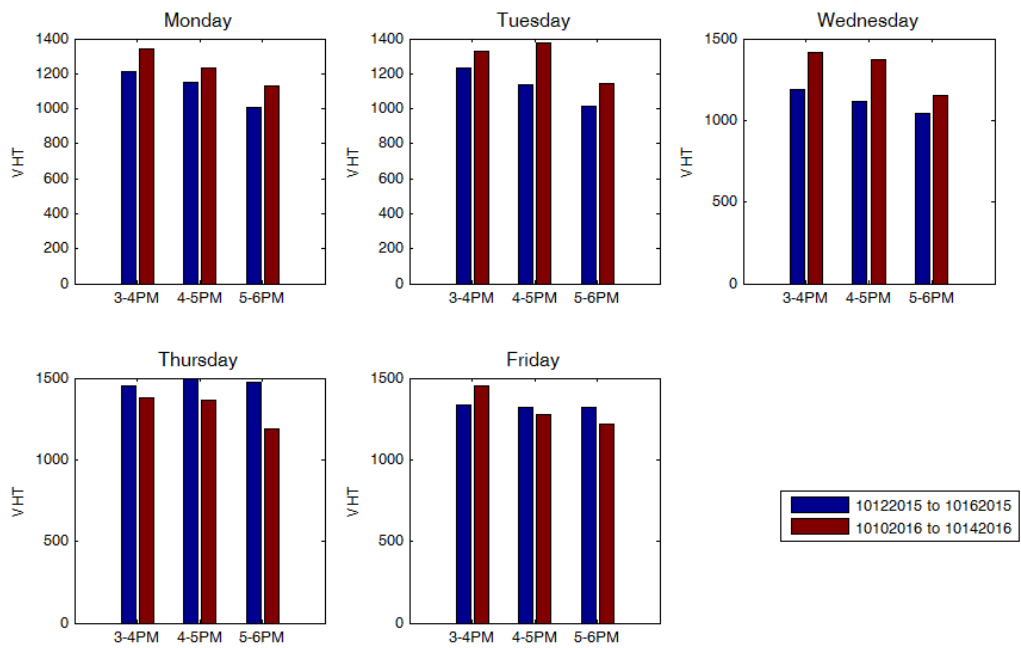 Monday
Tuesday
Wednesday
1400
1200
1000
800
600
400
200
0
VHT
3-4PM 4-5PM 5-6PM
1400
1200
1000
800
600
400
200
0
VHT
3-4PM 4-5PM 5-6PM
1500
1000
500
0
VHT
3-4PM 4-5PM 5-6PM
Thursday
Friday
1500
1000
500
0
VHT
3-4PM 4-5PM 5-6PM
1500
1000
500
0
VHT
3-4PM 4-5PM 5-6PM
10122015 to 10162015
10102016 to 10142016